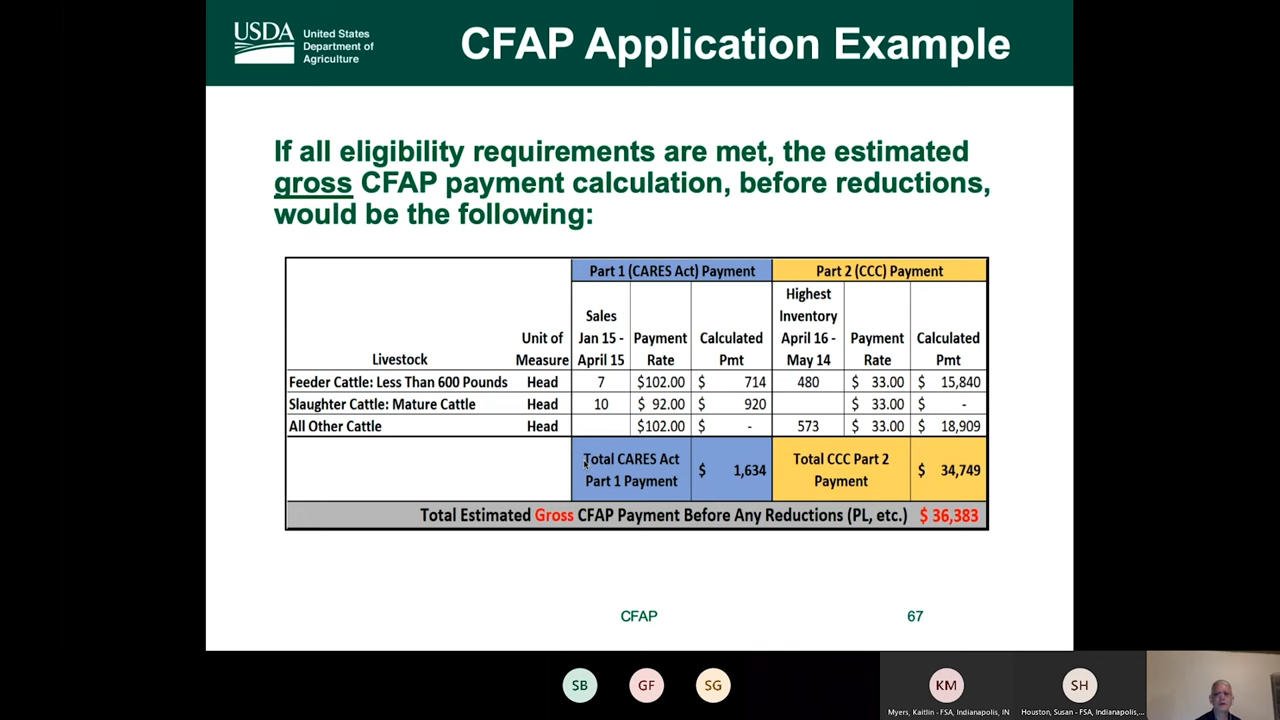 USDA
United States
Department of
Agriculture
CFAP Application Example
If all eligibility requirements are met, the estimated
gross CFAP payment calculation, before reductions,
would be the following:
Part 1 (CARES Act) Payment Part 2 (CCC) Payment
Livestock Unit of Measure Sales Jan 15 - April 15 Payment Rate Calculated Pmt Highest Inventory April 16 - May 14 Payment Rate Calculated Pmt
Feeder Cattle: Less Than 600 Pounds Head 7 $102.00 $ 714 480 $ 33.00 $ 15,840
Slaughter Cattle: Mature Cattle Head 10 $ 92.00 $ 920 $ 33.00 $ -
All Other Cattle Head $102.00 $ - 573 $ 33.00 $ 18,909
Total CARES Act Part 1 Payment $ 1,634 Total CCC Part 2 Payment $ 34,749
Total Estimated Gross CFAP Payment Before Any Reductions (PL, etc.) $ 36,383
CFAP 67
SB GF SG KM SH
Myers, Kaitlin - FSA, Indianapolis, IN Houston, Susan - FSA, Indianapolis,...